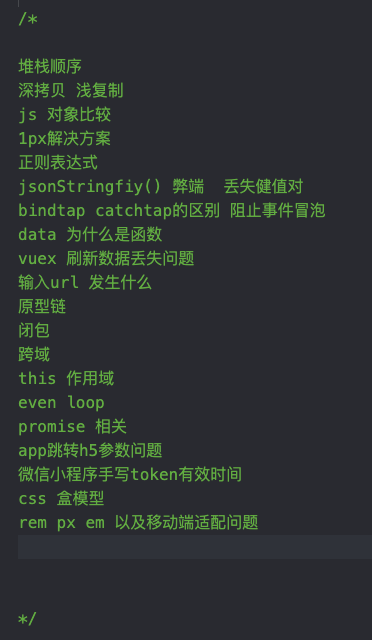 /*
堆栈顺序
深拷贝 浅复制
js 对象比较
1px解决方案
正则表达式
jsonStringfiy() 弊端  丢失健值对
bindtap catchtap的区别 阻止事件冒泡
data 为什么是函数
vuex 刷新数据丢失问题
输入url 发生什么
原型链
闭包
跨域
this 作用域
even loop
promise 相关
app跳转h5参数问题
微信小程序手写token有效时间
css 盒模型
rem px em 以及移动端适配问题
*/